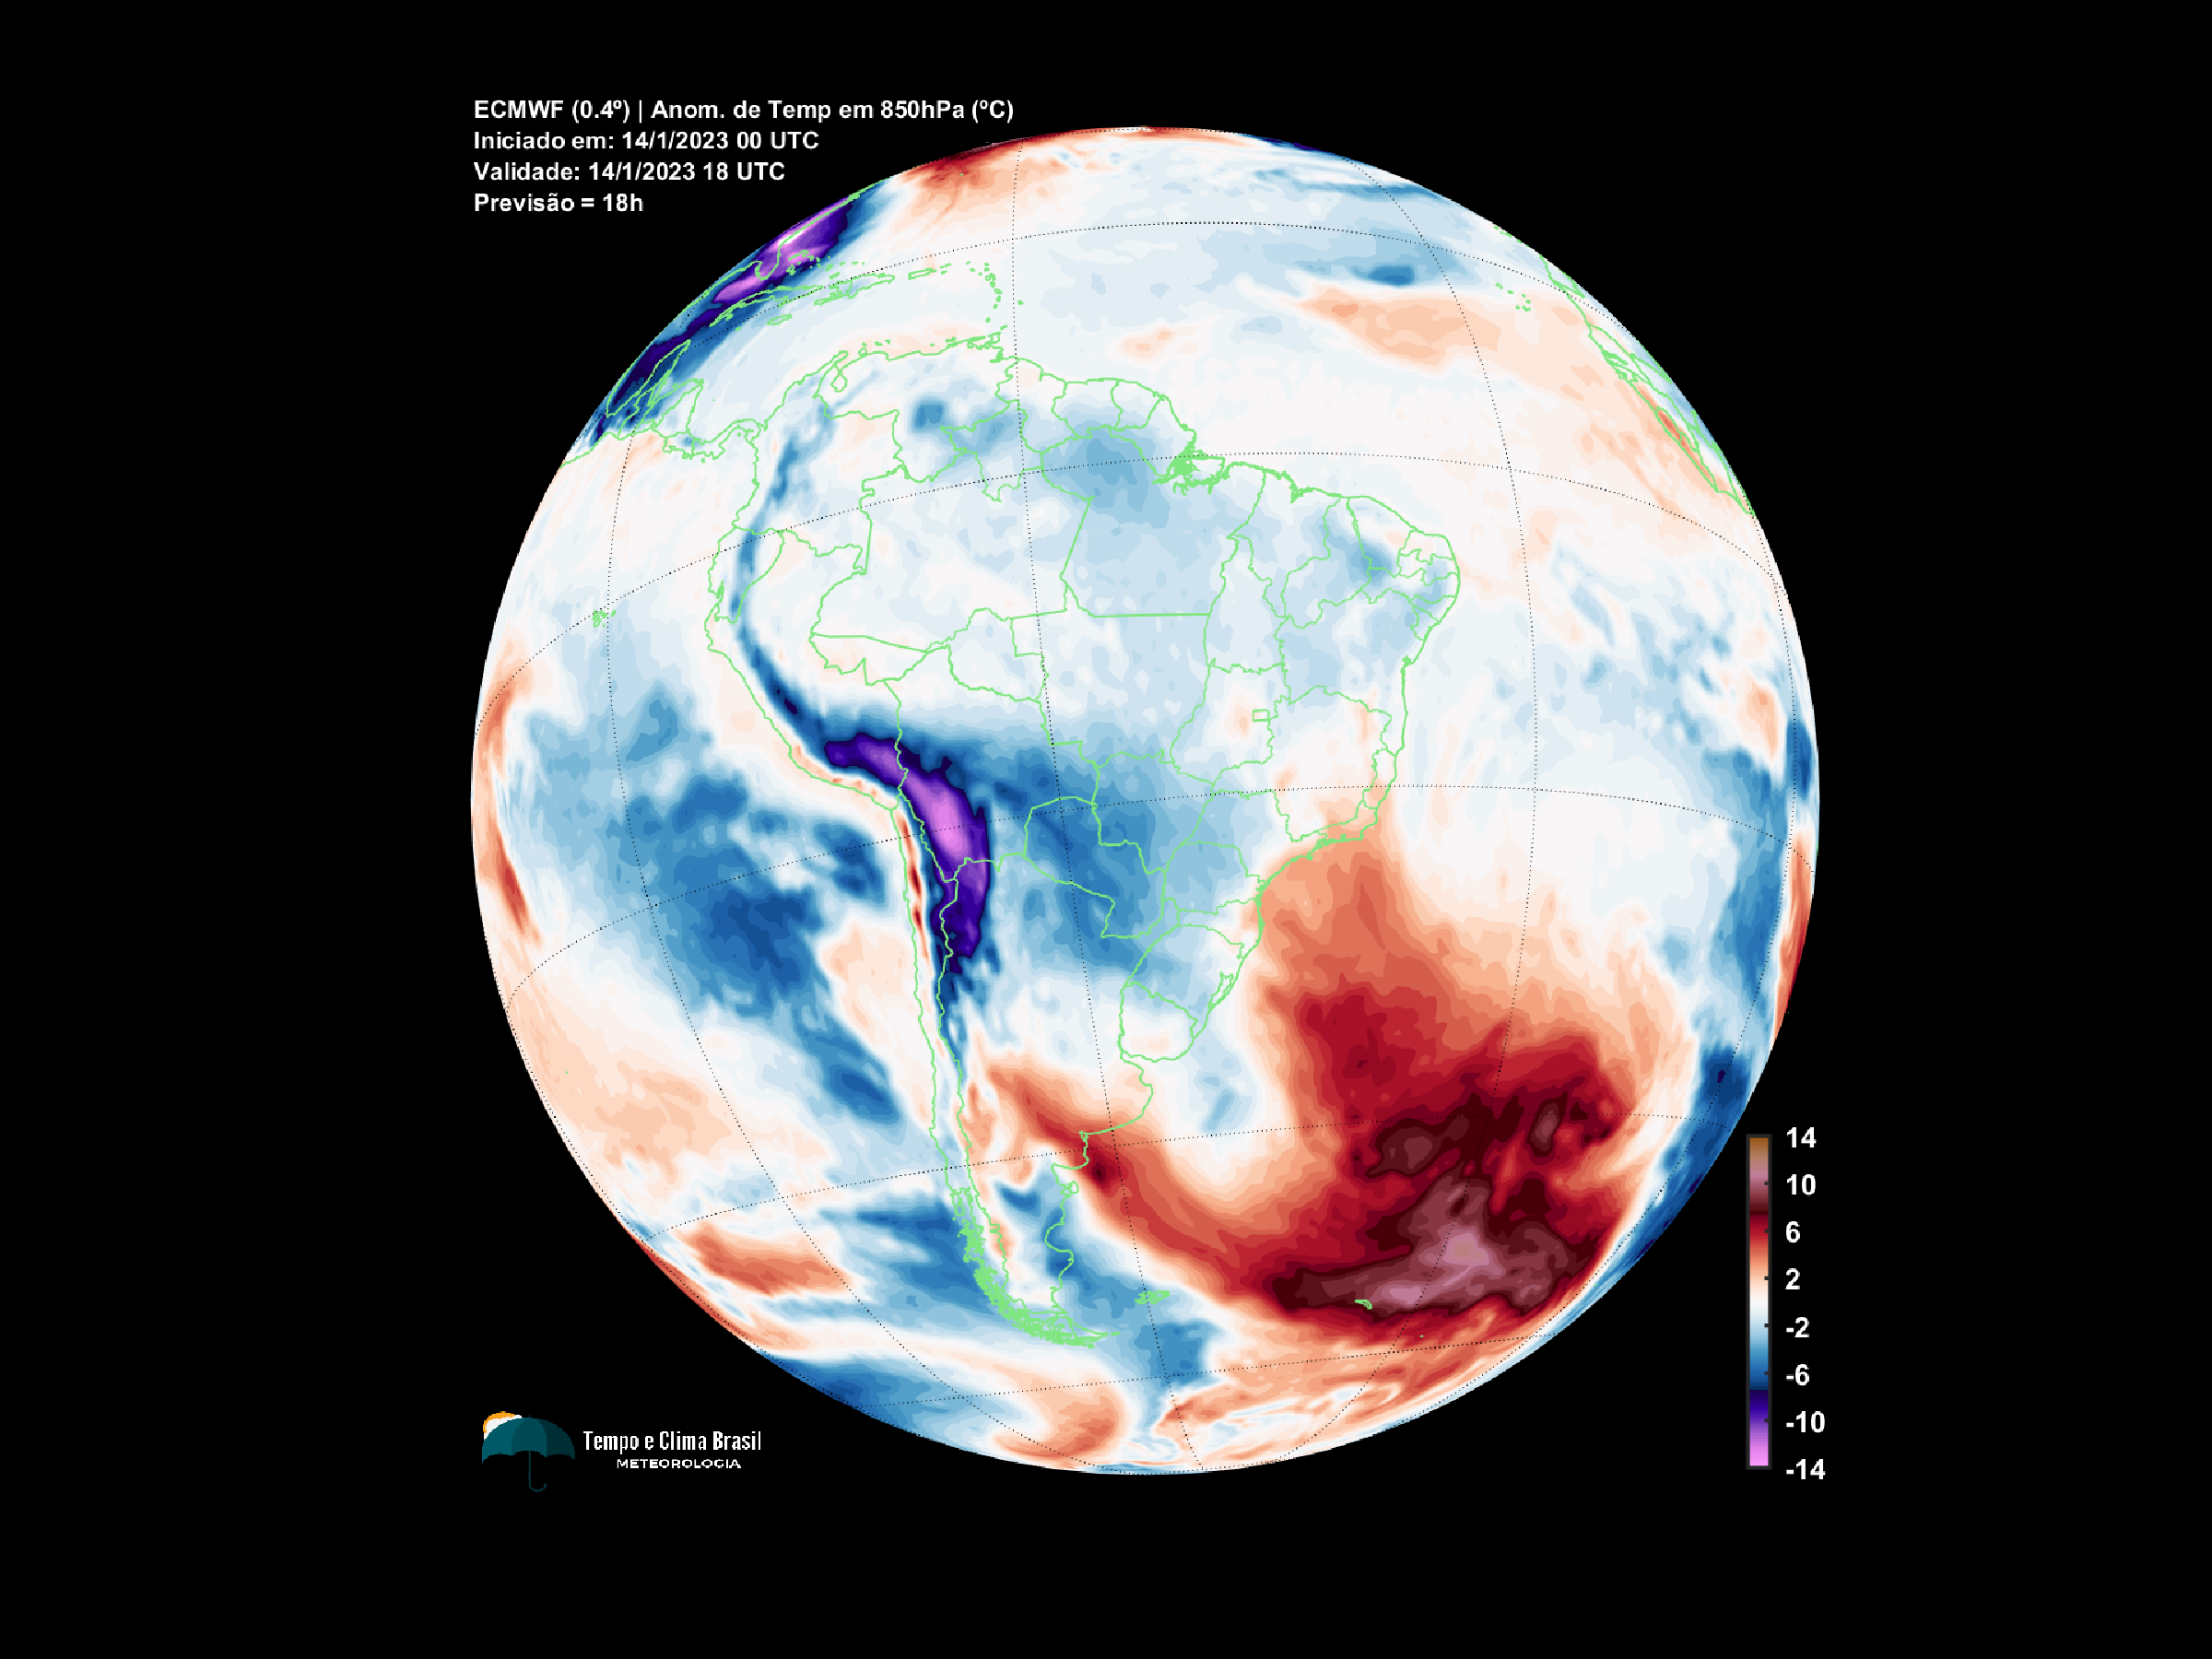 ECMWF (0.4º) | Anom. de Temp em 850hPa (ºC)
Iniciado em: 14/1/2023 00 UTC
Validade: 14/1/2023 18 UTC
Previsão = 18h
14
10
6
2
-2
-6
-10
-14
Tempo e Clima Brasil
METEOROLOGIA